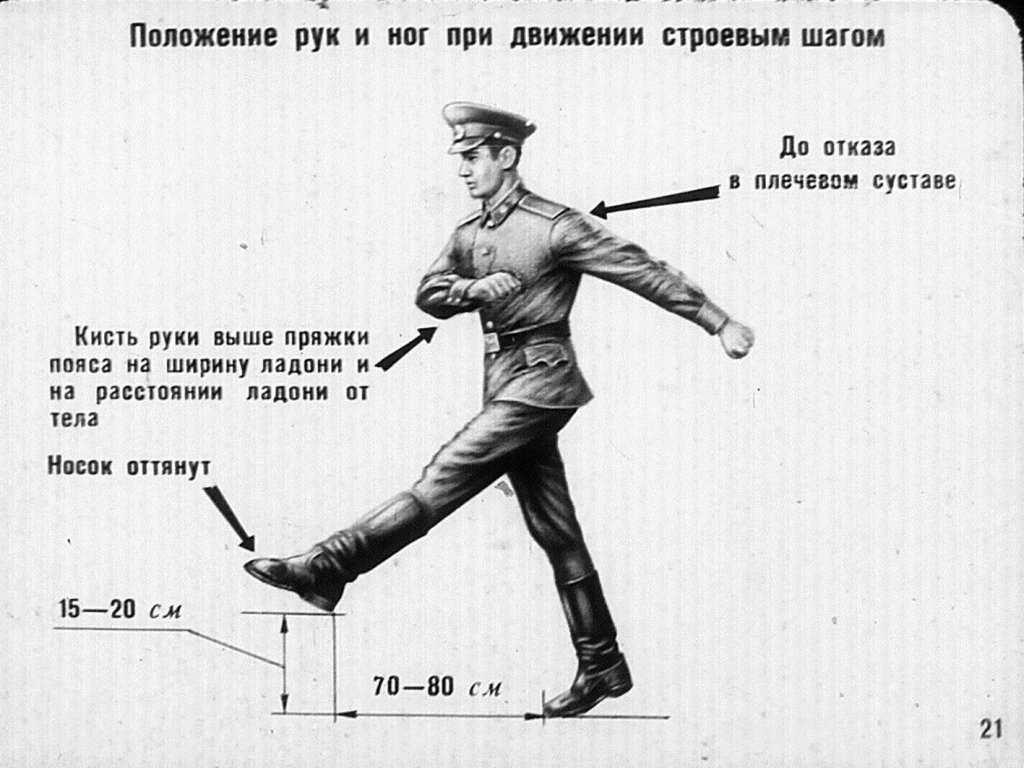 Положение рук и ног при движении строевым шагом
До отказа
в плечевом суставе
Кисть руки выше пряжки
пояса на ширину ладони и
на расстоянии ладони от
тела
Носок оттянут
15—20 см
70—80 см
21